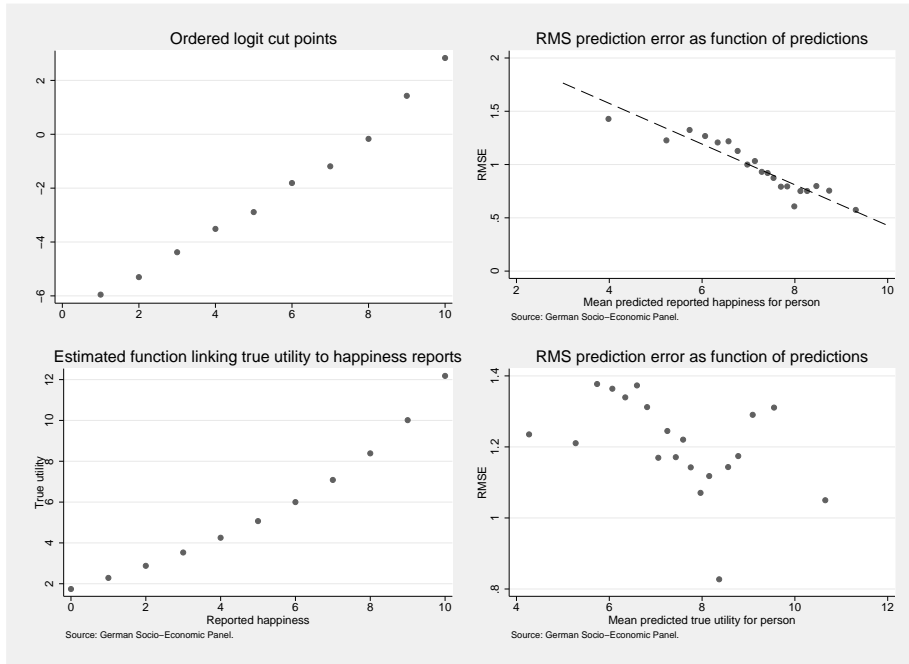 Ordered logit cut points
2
0
−2
−4
−6
0 2 4 6 8 10
RMS prediction error as function of predictions
2
1.5
1
.5
0
RMSE
2 4 6 8 10
Mean predicted reported happiness for person
Source: German Socio−Economic Panel.
Estimated function linking true utility to happiness reports
12
10
8
6
4
2
True utility
0 2 4 6 8 10
Reported happiness
Source: German Socio−Economic Panel.
RMS prediction error as function of predictions
1.4
1.2
1
.8
RMSE
4 6 8 10 12
Mean predicted true utility for person
Source: German Socio−Economic Panel.